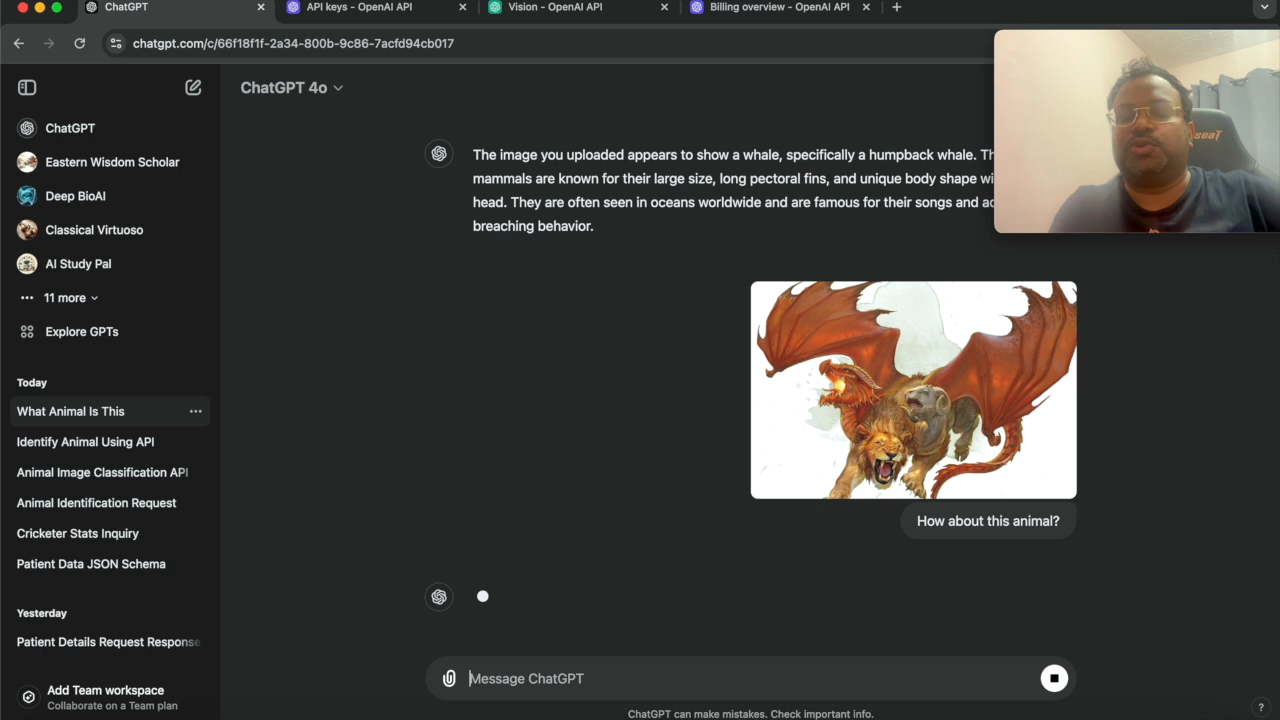 ChatGPT
API keys - OpenAI API
Vision - OpenAI API
Billing overview - OpenAI API
chatgpt.com/c/66f18f1f-2a34-800b-9c86-7acfd94cb017
ChatGPT 4o
ChatGPT
Eastern Wisdom Scholar
Deep BioAI
Classical Virtuoso
AI Study Pal
11 more
Explore GPTs
Today
What Animal Is This
Identify Animal Using API
Animal Image Classification API
Animal Identification Request
Cricketer Stats Inquiry
Patient Data JSON Schema
Yesterday
Patient Details Request Response
Add Team workspace
Collaborate on a Team plan
The image you uploaded appears to show a whale, specifically a humpback whale.
mammals are known for their large size, long pectoral fins, and unique body shape
head. They are often seen in oceans worldwide and are famous for their songs and
breaching behavior.
seat
How about this animal?
Message ChatGPT
ChatGPT can make mistakes. Check important info.
?